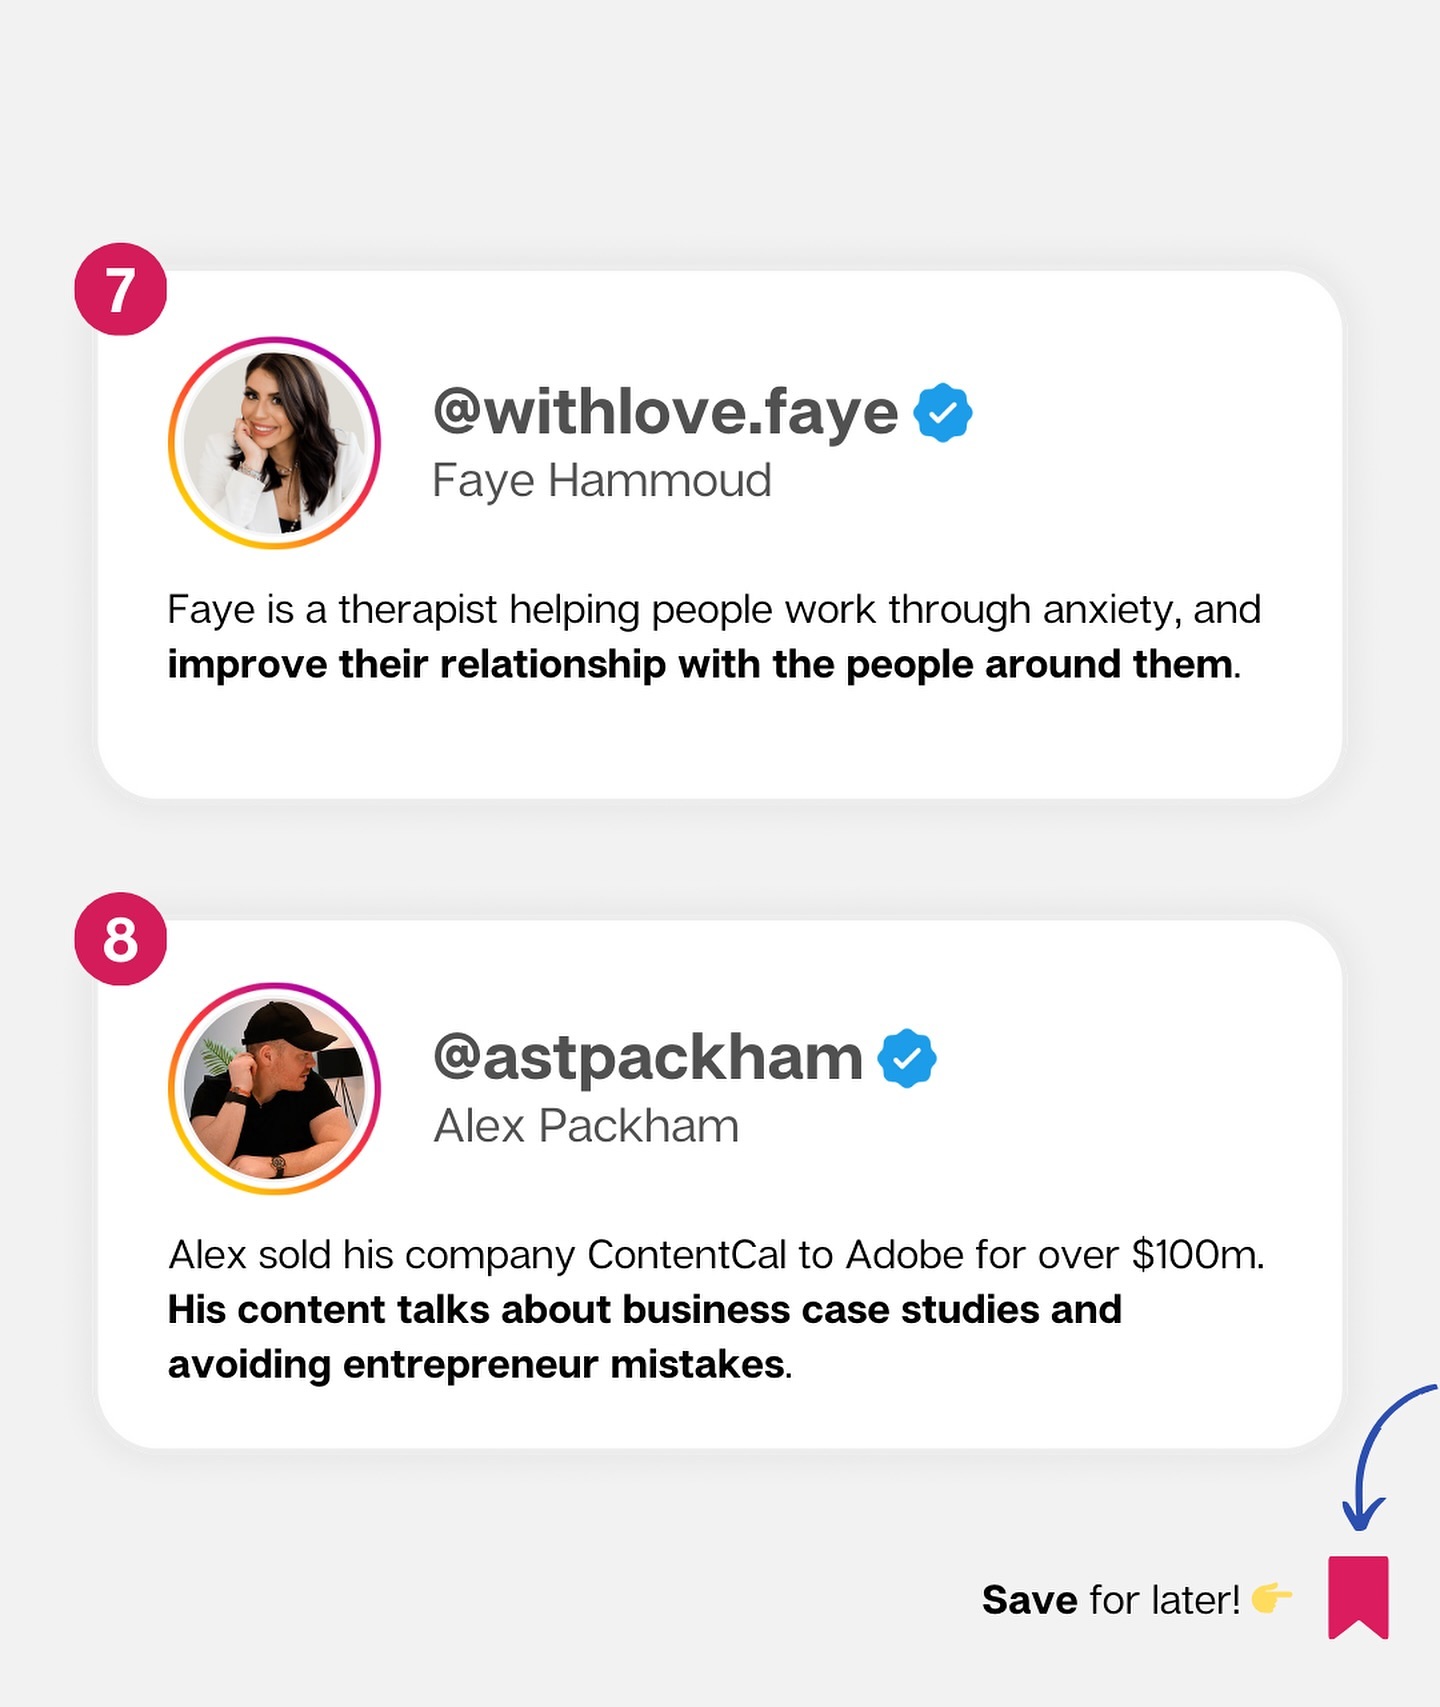 7
@withlove.faye
Faye Hammoud
Faye is a therapist helping people work through anxiety, and
improve their relationship with the people around them.
8
@astpackham
Alex Packham
Alex sold his company ContentCal to Adobe for over $100m.
His content talks about business case studies and
avoiding entrepreneur mistakes.
Save for later! 👉